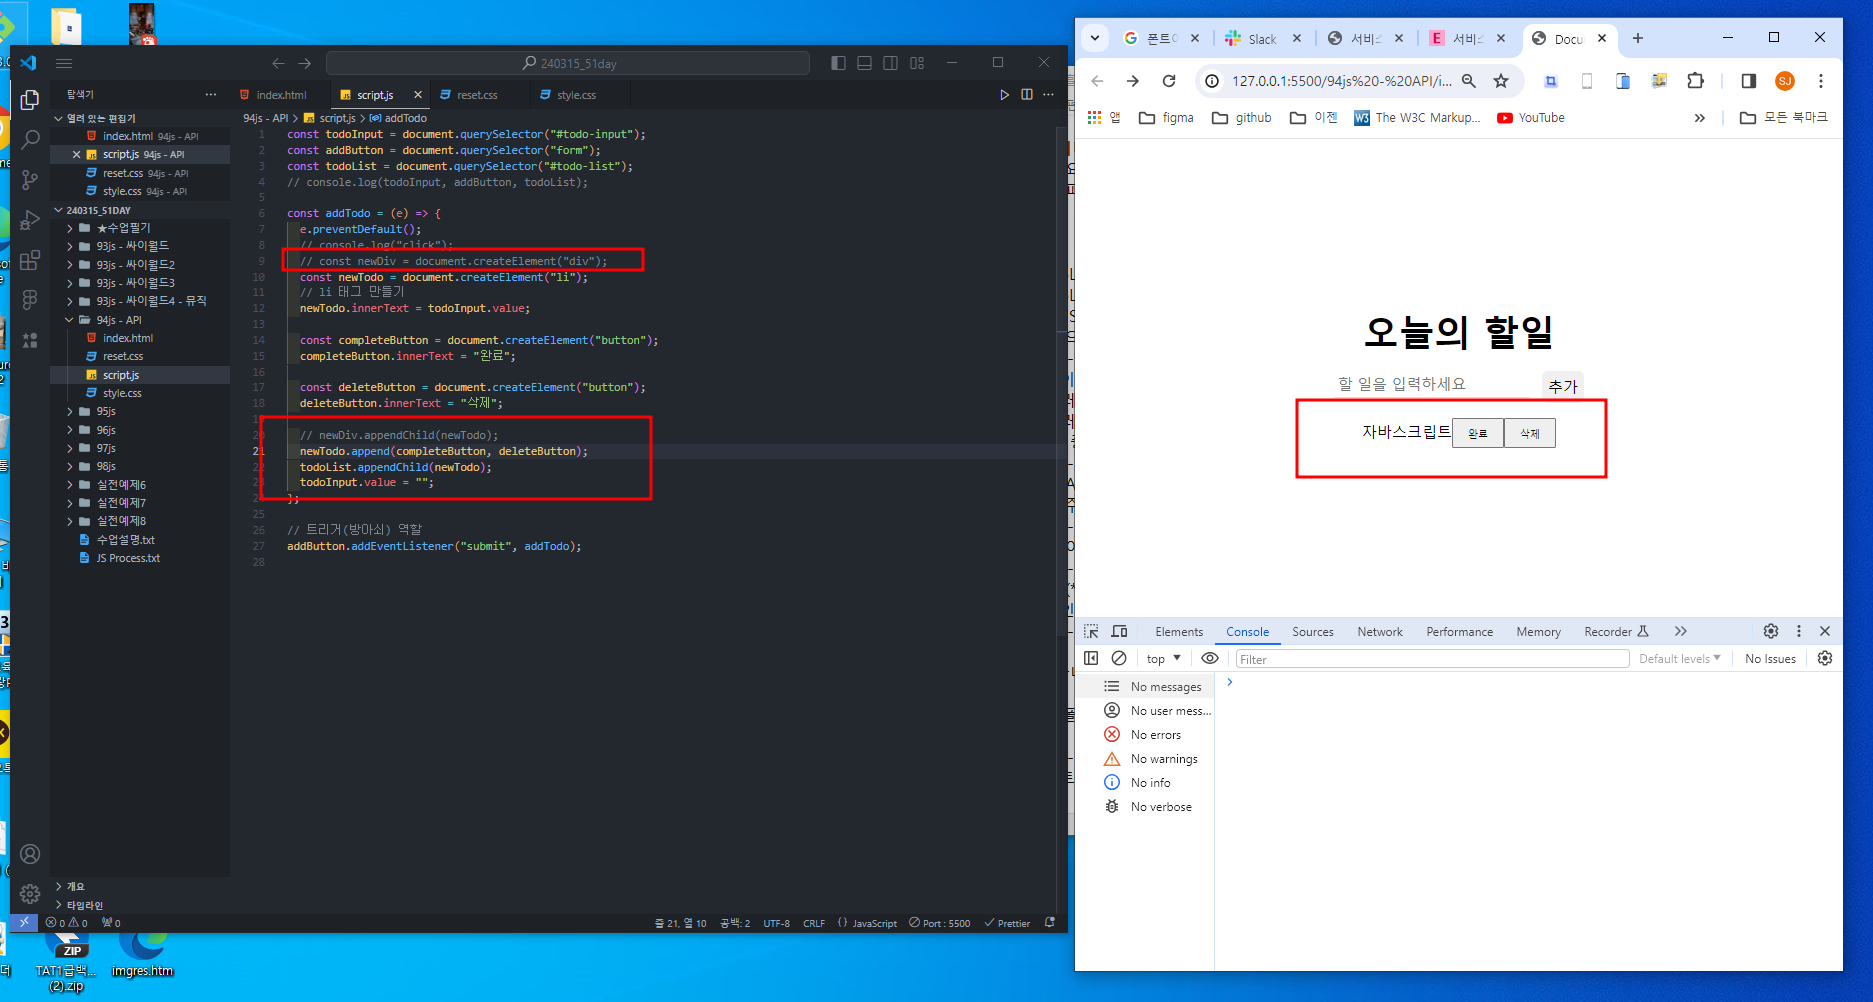 240315_51day
탐색기
index.html
script.js
reset.css
style.css
열려 있는 편집기
index.html 94js - API
script.js 94js - API
reset.css 94js - API
style.css 94js - API
240315_51DAY
★수업필기
93js - 싸이월드
93js - 싸이월드2
93js - 싸이월드3
93js - 싸이월드4 - 뮤직
94js - API
index.html
reset.css
script.js
style.css
95js
96js
97js
98js
실전예제6
실전예제7
실전예제8
수업설명.txt
JS Process.txt
개요
타임라인
94js - API > script.js > addTodo
1 const todoInput = document.querySelector("#todo-input");
2 const addButton = document.querySelector("form");
3 const todoList = document.querySelector("#todo-list");
4 // console.log(todoInput, addButton, todoList);
5
6 const addTodo = (e) => {
7 e.preventDefault();
8 // console.log("click");
9 // const newDiv = document.createElement("div");
10 const newTodo = document.createElement("li");
11 // li 태그 만들기
12 newTodo.innerText = todoInput.value;
13
14 const completeButton = document.createElement("button");
15 completeButton.innerText = "완료";
16
17 const deleteButton = document.createElement("button");
18 deleteButton.innerText = "삭제";
19
20 // newDiv.appendChild(newTodo);
21 newTodo.append(completeButton, deleteButton);
22 todoList.appendChild(newTodo);
23 todoInput.value = "";
24 };
25
26 // 트리거(방아쇠) 역할
27 addButton.addEventListener("submit", addTodo);
28
0 0 0
줄 21, 열 10 공백: 2 UTF-8 CRLF {} JavaScript Port : 5500 Prettier
TAT1급백... (2).zip
ZIP
imgres.htm
폰트
Slack
서비스
E 서비스
Docu
127.0.0.1:5500/94js%20-%20API/i...
SJ
앱 figma github 이젠 W3 The W3C Markup... YouTube » 모든 북마크
오늘의 할일
할 일을 입력하세요 추가
자바스크립트 완료 삭제
Elements Console Sources Network Performance Memory Recorder
top Filter Default levels No Issues
No messages
No user mess...
No errors
No warnings
No info
No verbose